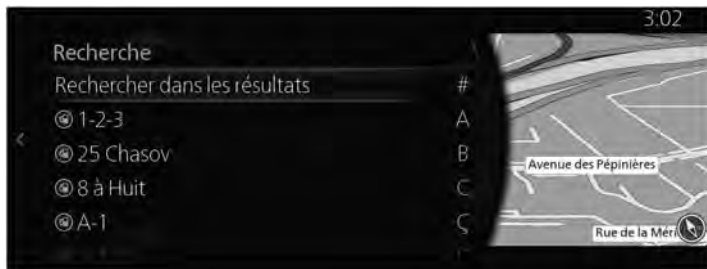 3:02
Recherche
Rechercher dans les résultats #
1-2-3 A
25 Chasov B
8 à Huit C
A-1 Ç
Avenue des Pépinières
Rue de la Méri